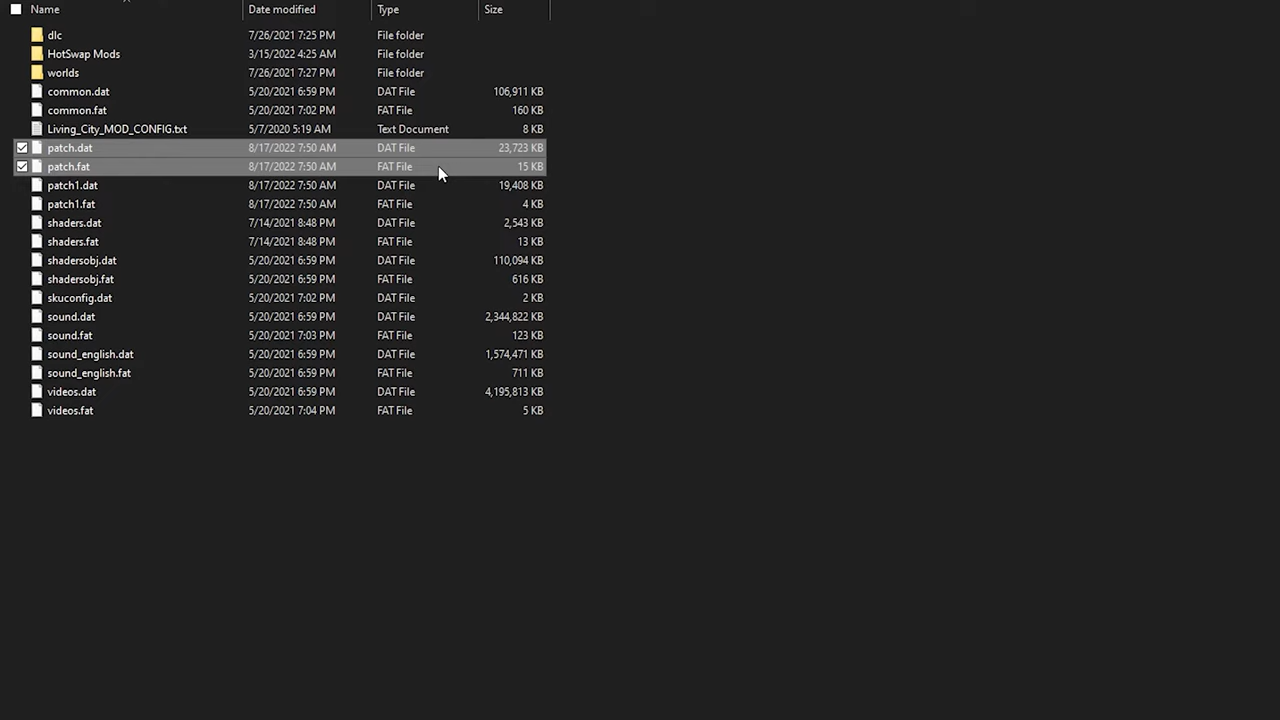 Name Date modified Type Size
dlc 7/26/2021 7:25 PM File folder
HotSwap Mods 3/15/2022 4:25 AM File folder
worlds 7/26/2021 7:27 PM File folder
common.dat 5/20/2021 6:59 PM DAT File 106,911 KB
common.fat 5/20/2021 7:02 PM FAT File 160 KB
Living_City_MOD_CONFIG.txt 5/7/2020 5:19 AM Text Document 8 KB
patch.dat 8/17/2022 7:50 AM DAT File 23,723 KB
patch.fat 8/17/2022 7:50 AM FAT File 15 KB
patch1.dat 8/17/2022 7:50 AM DAT File 19,408 KB
patch1.fat 8/17/2022 7:50 AM FAT File 4 KB
shaders.dat 7/14/2021 8:48 PM DAT File 2,543 KB
shaders.fat 7/14/2021 8:48 PM FAT File 13 KB
shadersobj.dat 5/20/2021 6:59 PM DAT File 110,094 KB
shadersobj.fat 5/20/2021 6:59 PM FAT File 616 KB
skuconfig.dat 5/20/2021 7:02 PM DAT File 2 KB
sound.dat 5/20/2021 6:59 PM DAT File 2,344,822 KB
sound.fat 5/20/2021 7:03 PM FAT File 123 KB
sound_english.dat 5/20/2021 6:59 PM DAT File 1,574,471 KB
sound_english.fat 5/20/2021 6:59 PM FAT File 711 KB
videos.dat 5/20/2021 6:59 PM DAT File 4,195,813 KB
videos.fat 5/20/2021 7:04 PM FAT File 5 KB